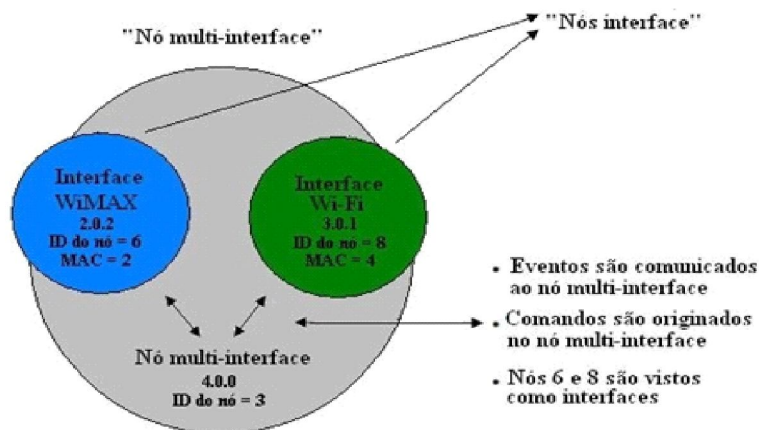 "Nó multi-interface"
"Nós interface"
Interface
WiMAX
2.0.2
ID do nó = 6
MAC = 2
Interface
Wi-Fi
3.0.1
ID do nó = 8
MAC = 4
Nó multi-interface
4.0.0
ID do nó = 3
• Eventos são comunicados
ao nó multi-interface
• Comandos são originados
no nó multi-interface
• Nós 6 e 8 são vistos
como interfaces